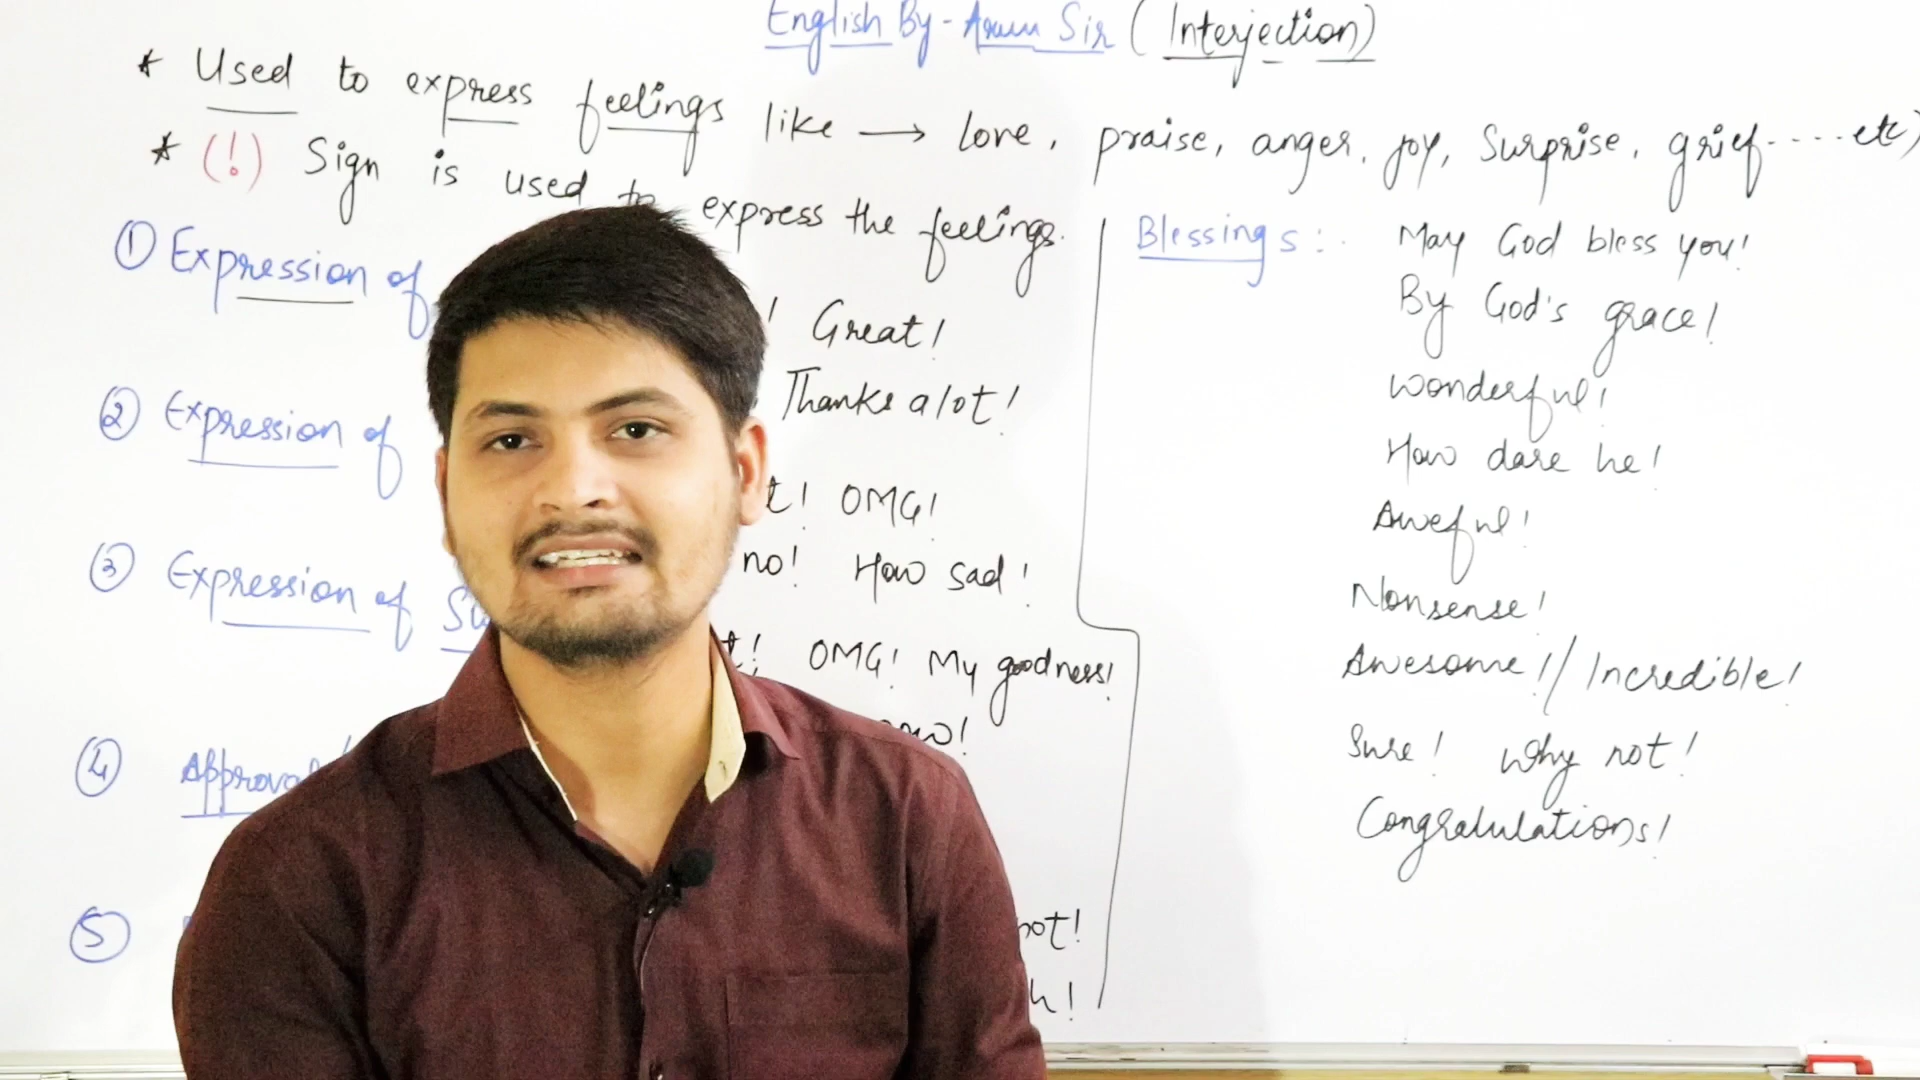 English By - Arun Sir ( Interjection)
* Used to express feelings like → love, praise, anger, joy, Surprise, grief.....etc)
* (!) Sign is used to express the feelings.
① Expression of
! Great!
Thanks a lot!
② Expression of
! OMG!
no! How sad!
③ Expression of
! OMG! My goodness!
④ Approval
⑤
not!
Blessings :
May God bless you!
By God's grace!
Wonderful!
How dare he!
Aweful!
Nonsense!
Awesome! / Incredible!
Sure! Why not!
Congratulations!